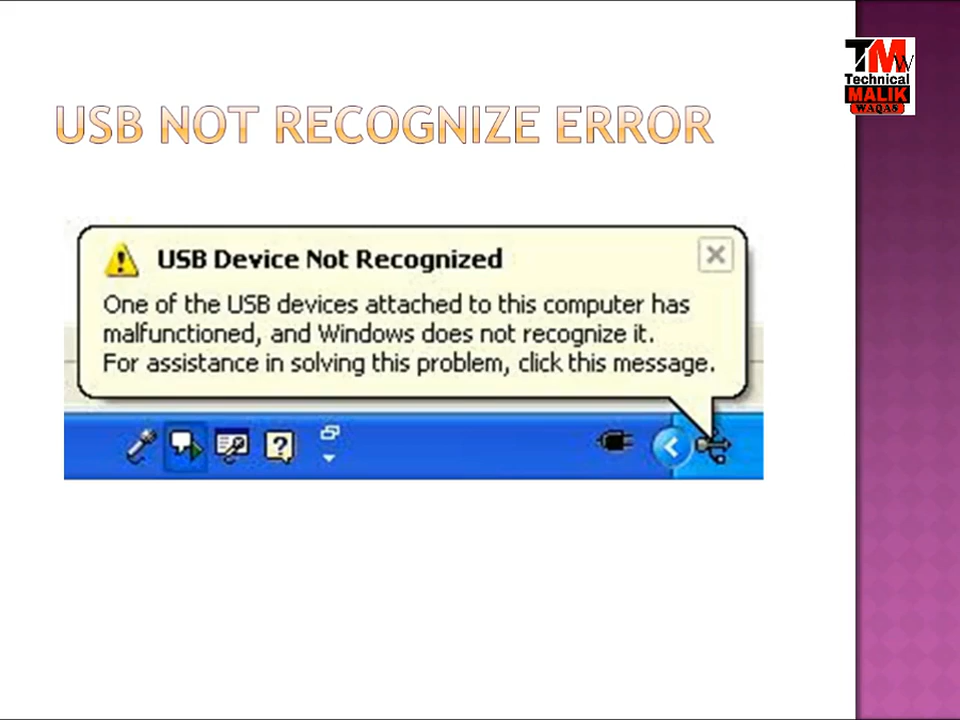 TMW
Technical
MALIK
WAQAS
USB NOT RECOGNIZE ERROR
USB Device Not Recognized
One of the USB devices attached to this computer has
malfunctioned, and Windows does not recognize it.
For assistance in solving this problem, click this message.